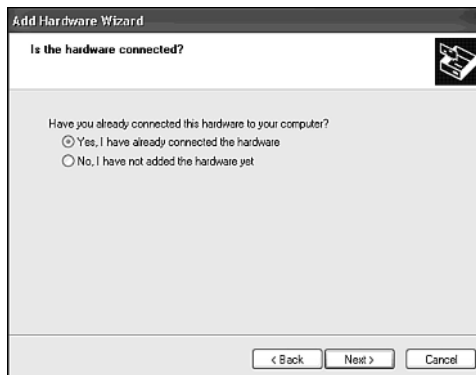 Add Hardware Wizard
Is the hardware connected?
Have you already connected this hardware to your computer?
Yes, I have already connected the hardware
No, I have not added the hardware yet
< Back
Next >
Cancel